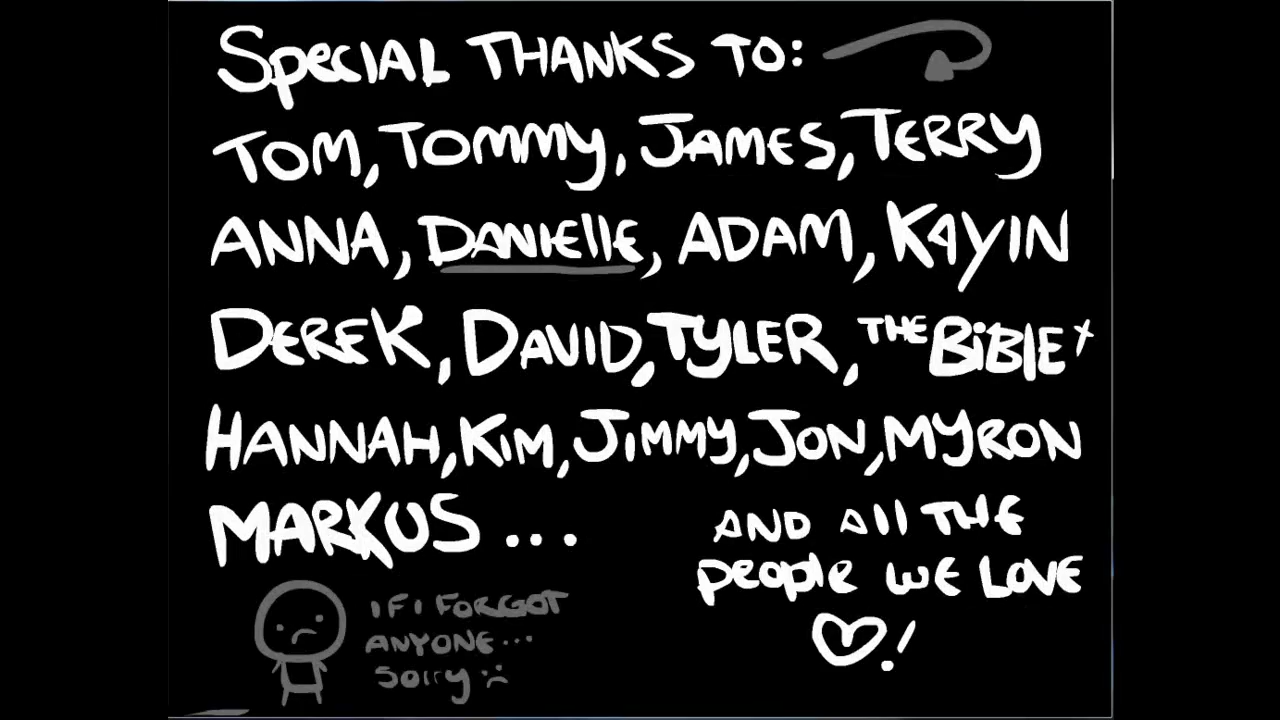 Special THANKS TO:
TOM, TOMMY, JAMES, TERRY
ANNA, DANIEllE, ADAM, KAYIN
DEREK, DAVID, TYLER, THE BiBLE
HANNAH, KiM, JiMMY, JON, MYRON
MARKUS ...
AND All THE
people WE LOVE
♡!
IF I FORGOT
ANYONE...
Sorry :(